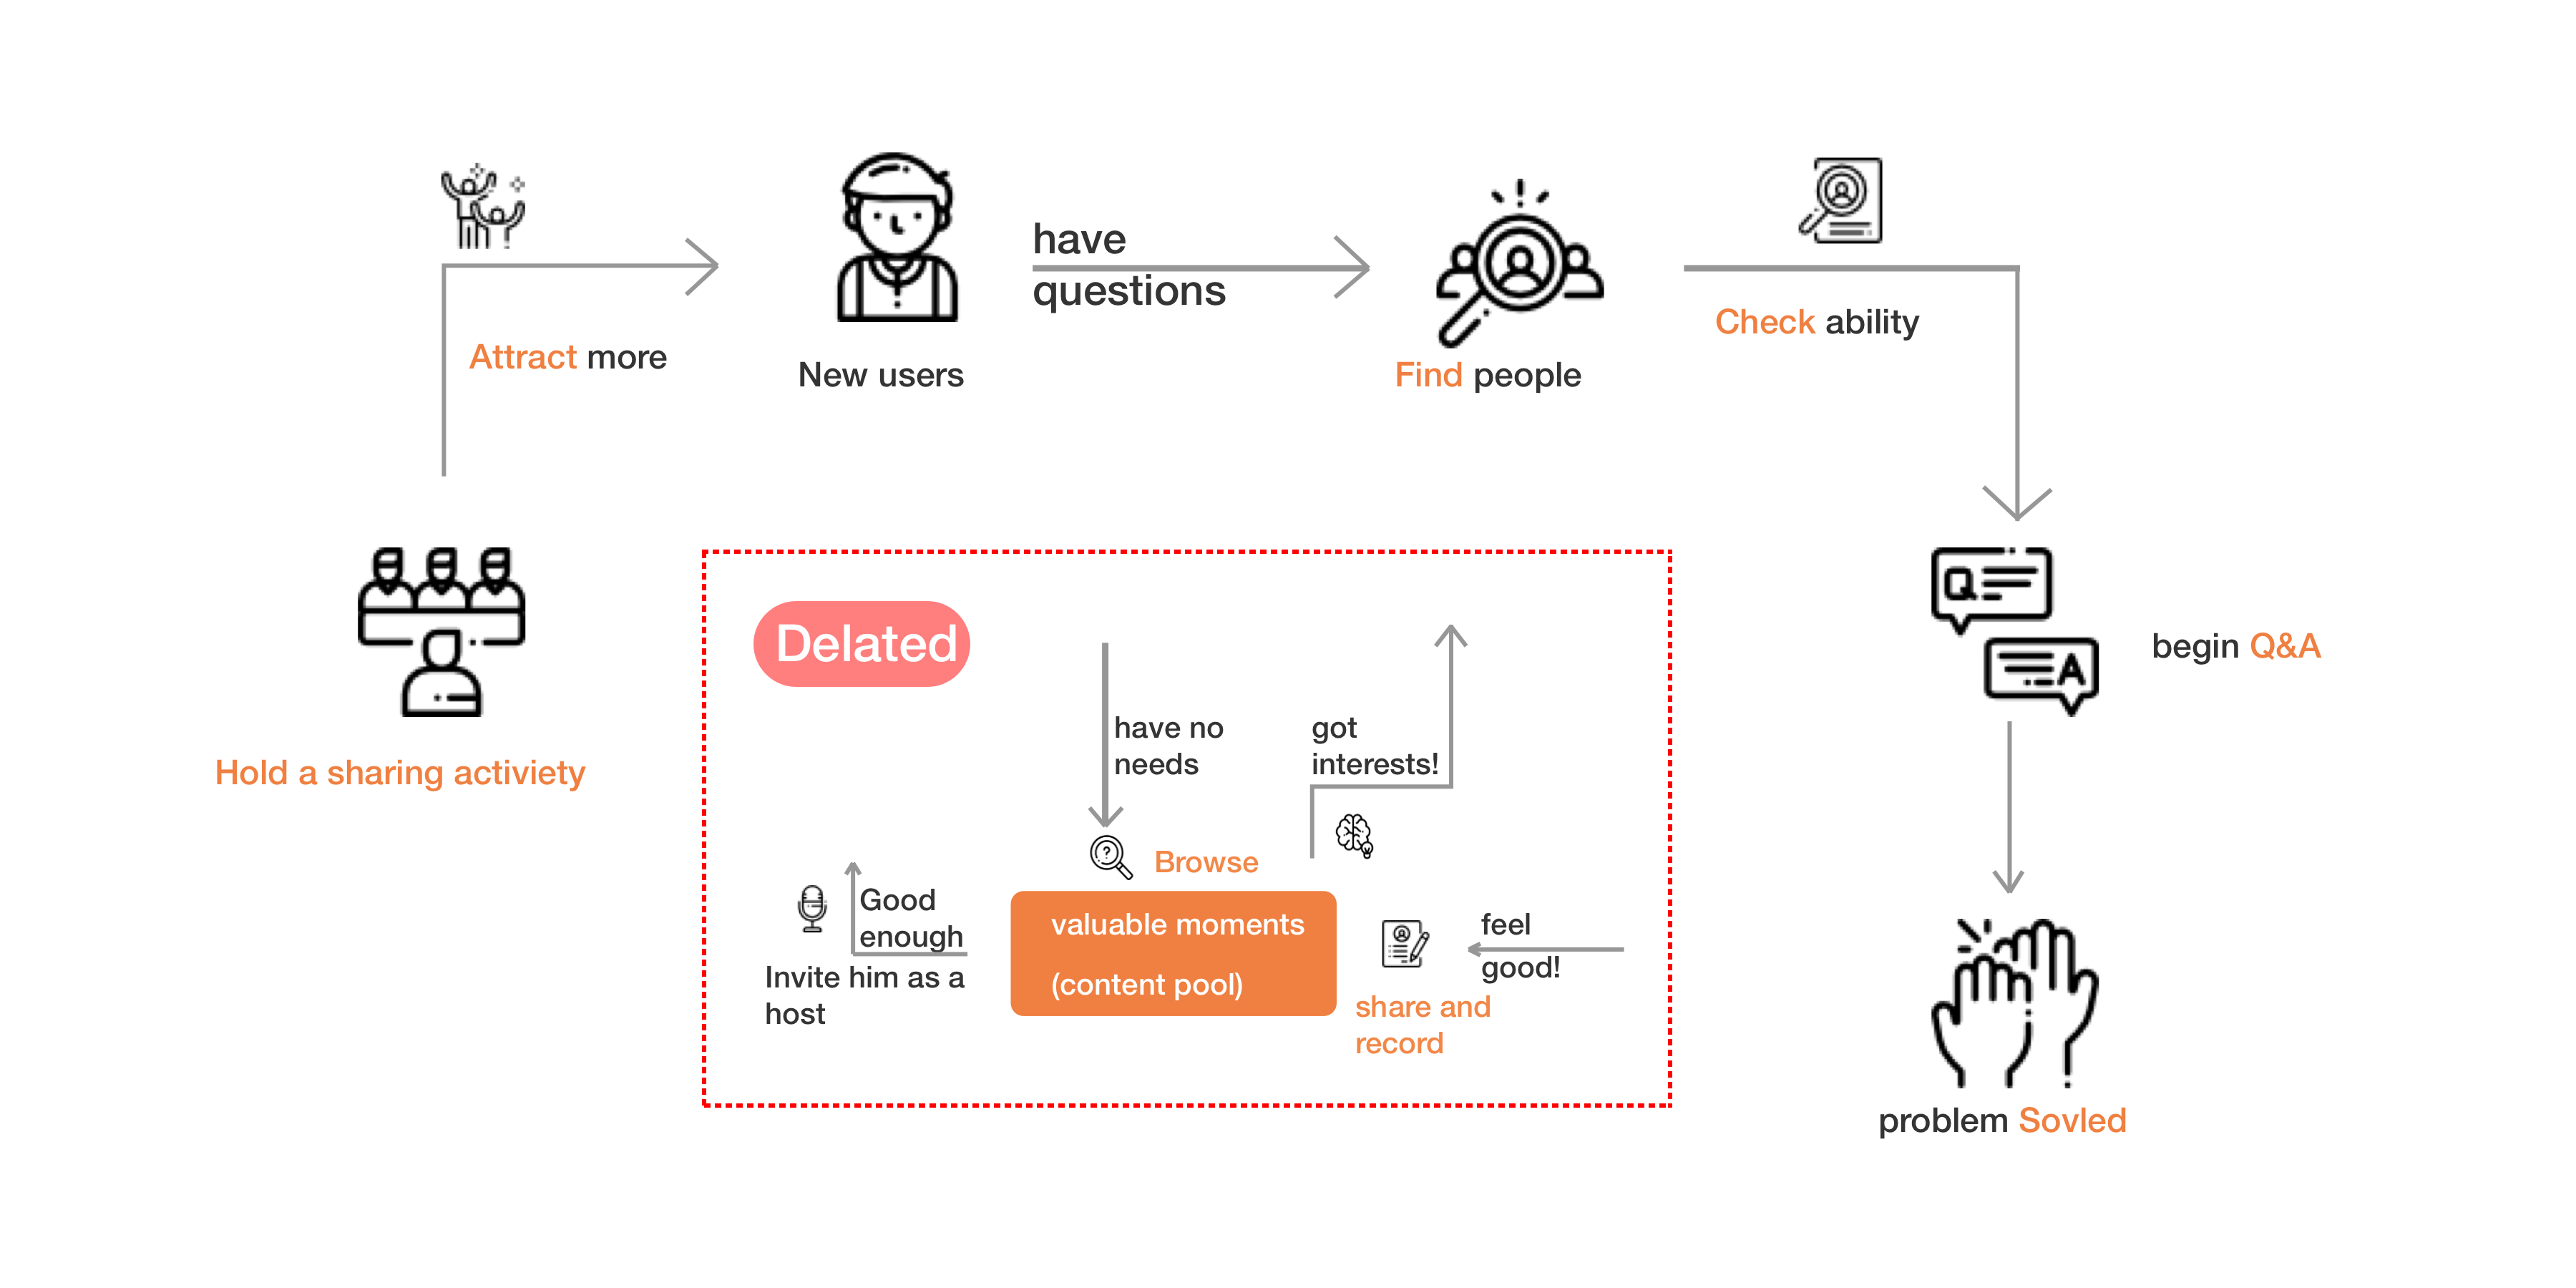 have
questions
Check ability
Attract more
New users
Find people
Delated
begin Q&A
have no
needs
got
interests!
Hold a sharing activiety
Browse
Good
enough
valuable moments
(content pool)
feel
good!
Invite him as a
host
share and
record
problem Sovled
Q
A
?